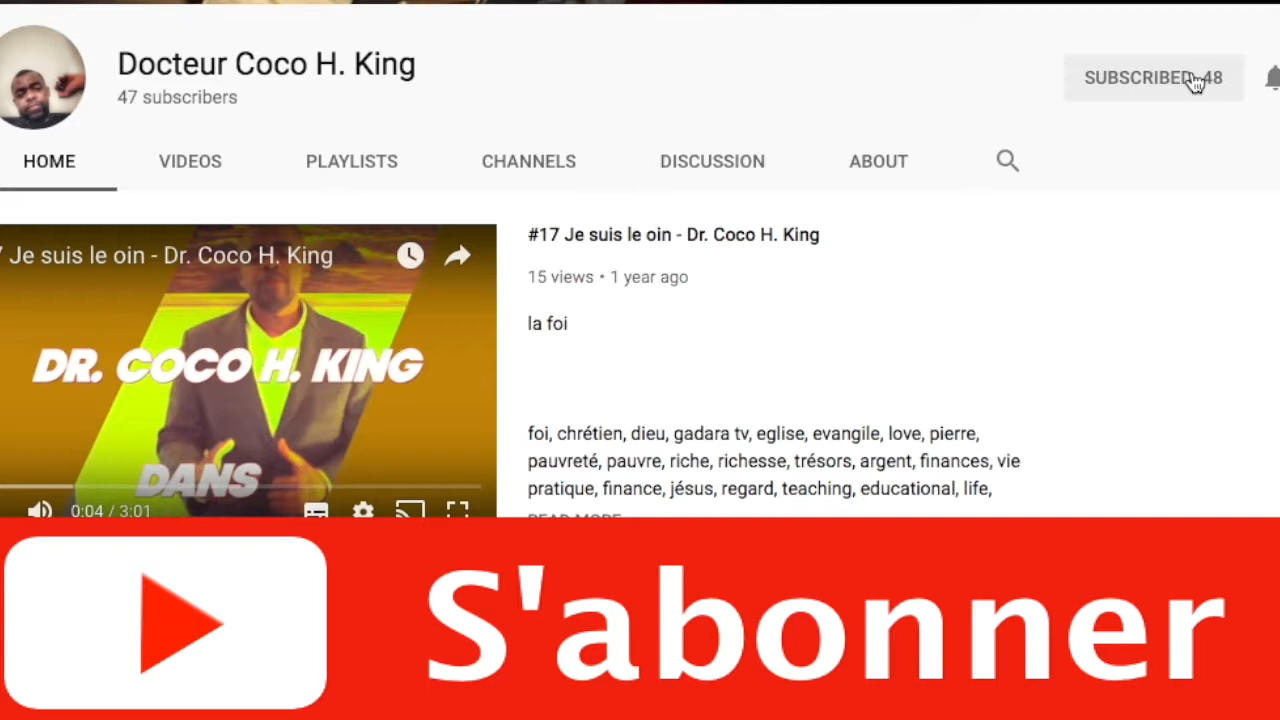 Docteur Coco H. King
47 subscribers
SUBSCRIBED 48
HOME VIDEOS PLAYLISTS CHANNELS DISCUSSION ABOUT
7 Je suis le oin - Dr. Coco H. King
DR. COCO H. KING
DANS
0:04 / 3:01
#17 Je suis le oin - Dr. Coco H. King
15 views • 1 year ago
la foi
foi, chrétien, dieu, gadara tv, eglise, evangile, love, pierre,
pauvreté, pauvre, riche, richesse, trésors, argent, finances, vie
pratique, finance, jésus, regard, teaching, educational, life,
READ MORE
S'abonner